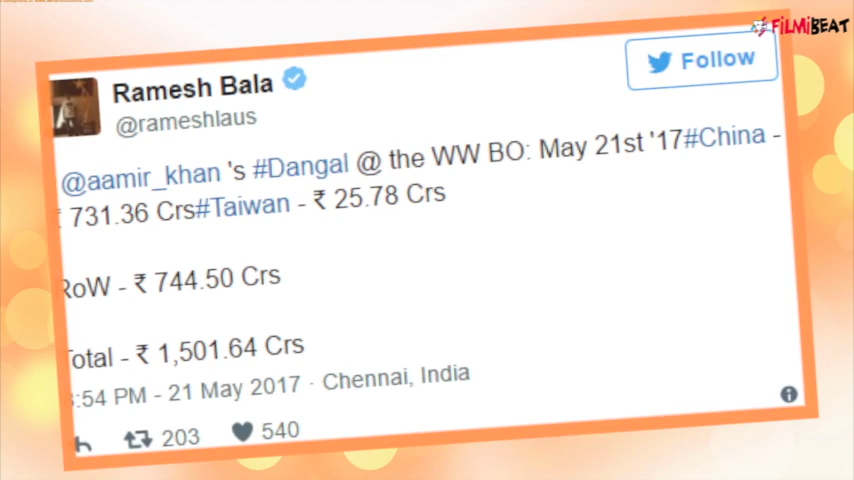 FILMIBEAT
Ramesh Bala
@rameshlaus
Follow
@aamir_khan 's #Dangal @ the WW BO: May 21st '17#China -
₹ 731.36 Crs#Taiwan - ₹ 25.78 Crs
RoW - ₹ 744.50 Crs
Total - ₹ 1,501.64 Crs
:54 PM - 21 May 2017 · Chennai, India
203 540